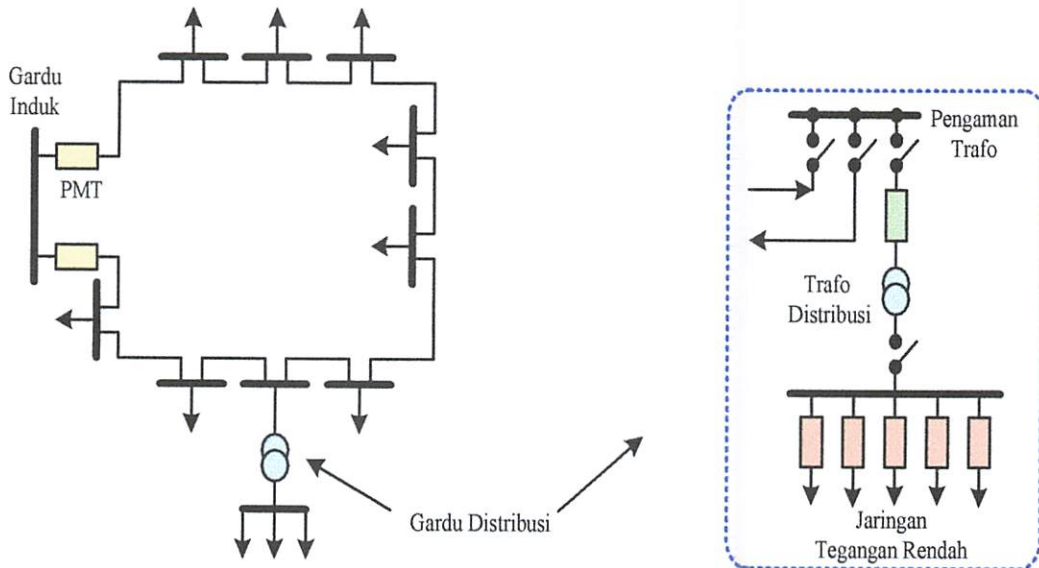 Gardu
Induk
PMT
Gardu Distribusi
Pengaman
Trafo
Trafo
Distribusi
Jaringan
Tegangan Rendah